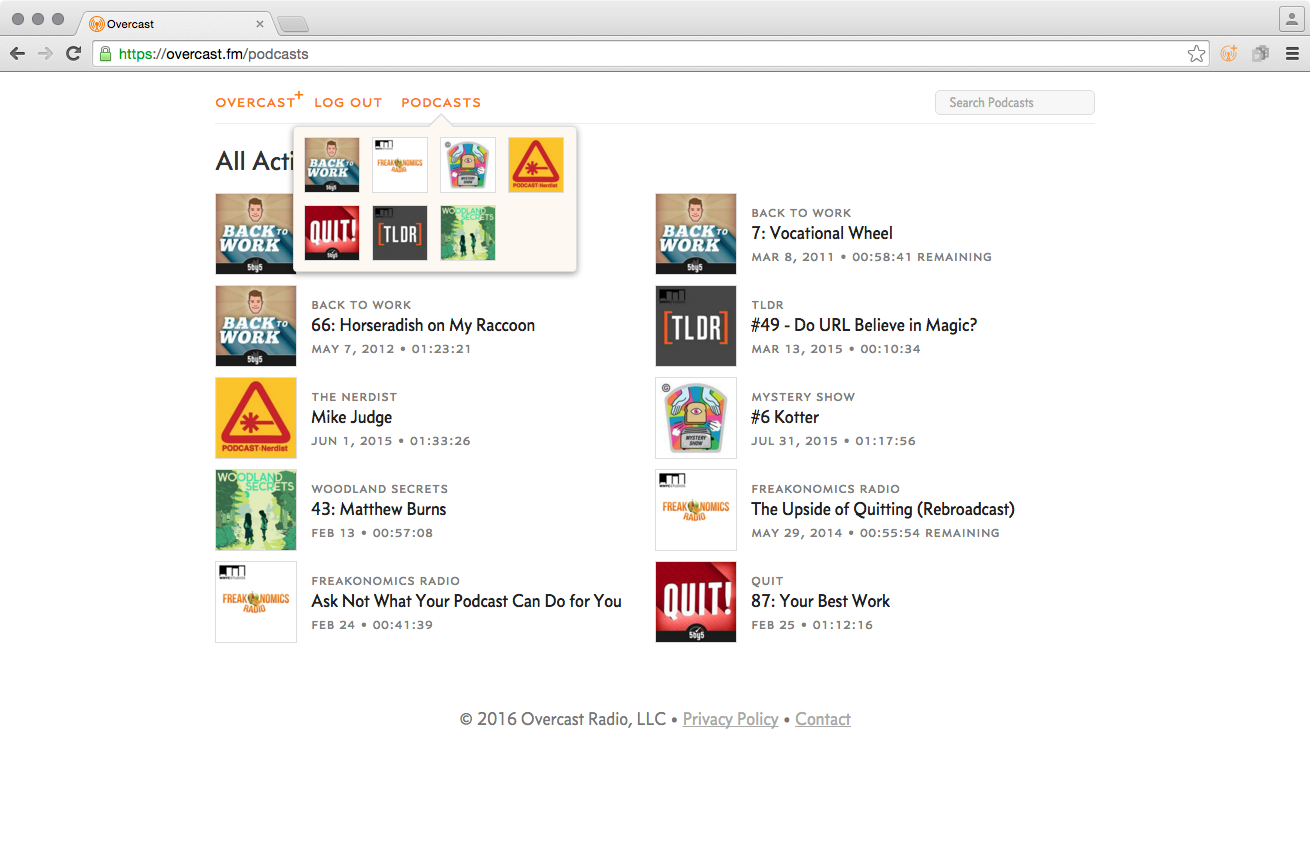 Overcast
https://overcast.fm/podcasts
OVERCAST+ LOG OUT PODCASTS
Search Podcasts
All Acti
BACK TO WORK
5by5
FREAKONOMICS RADIO
MYSTERY SHOW
PODCAST·Nerdist
QUIT!
5by5
[TLDR]
WOODLAND SECRETS
BACK TO WORK
5by5
BACK TO WORK
5by5
BACK TO WORK
7: Vocational Wheel
MAR 8, 2011 • 00:58:41 REMAINING
BACK TO WORK
5by5
BACK TO WORK
66: Horseradish on My Raccoon
MAY 7, 2012 • 01:23:21
[TLDR]
TLDR
#49 - Do URL Believe in Magic?
MAR 13, 2015 • 00:10:34
PODCAST·Nerdist
THE NERDIST
Mike Judge
JUN 1, 2015 • 01:33:26
MYSTERY SHOW
MYSTERY SHOW
#6 Kotter
JUL 31, 2015 • 01:17:56
WOODLAND SECRETS
WOODLAND SECRETS
43: Matthew Burns
FEB 13 • 00:57:08
FREAKONOMICS RADIO
FREAKONOMICS RADIO
The Upside of Quitting (Rebroadcast)
MAY 29, 2014 • 00:55:54 REMAINING
FREAKONOMICS RADIO
FREAKONOMICS RADIO
Ask Not What Your Podcast Can Do for You
FEB 24 • 00:41:39
QUIT!
5by5
QUIT
87: Your Best Work
FEB 25 • 01:12:16
© 2016 Overcast Radio, LLC • Privacy Policy • Contact